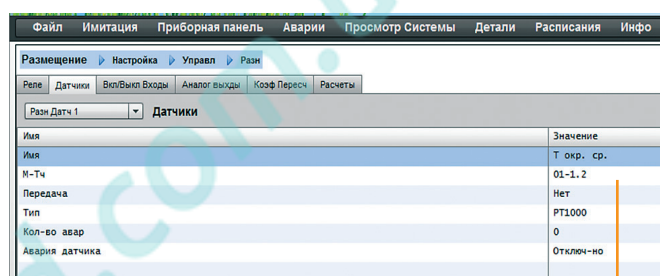 Файл Имитация Приборная панель Аварии Просмотр Системы Детали Расписания Инфо
Размещение Настройка Управл Разн
Реле Датчики Вкл/Выкл Входы Аналог выходы Коэф Пересч Расчеты
Разн Датч 1 Датчики
Имя Значение
Имя Т окр. ср.
М-Тч 01-1.2
Передача Нет
Тип PT1000
Кол-во авар 0
Авария датчика Отключ-но